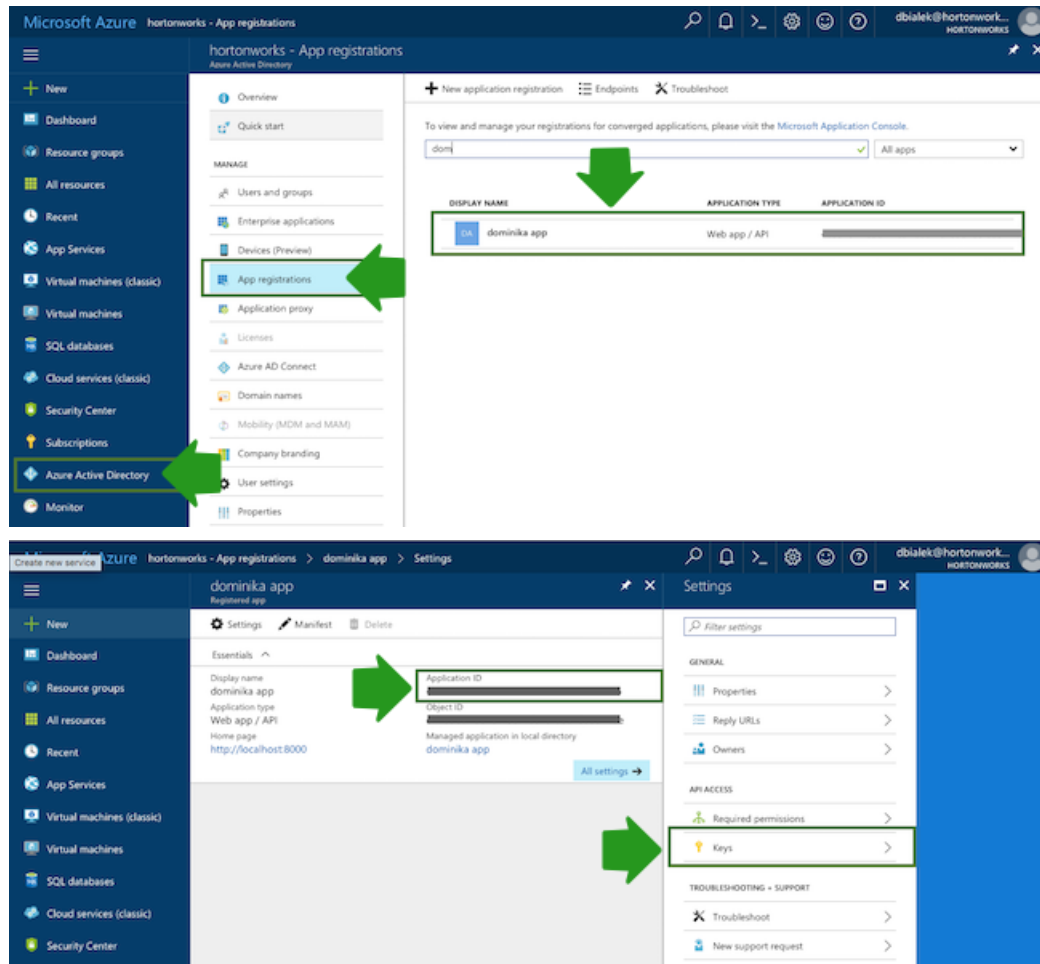 Microsoft Azure hortonworks - App registrations
dbialek@hortonwork...
HORTONWORKS
hortonworks - App registrations
Azure Active Directory
New
Dashboard
Resource groups
All resources
Recent
App Services
Virtual machines (classic)
Virtual machines
SQL databases
Cloud services (classic)
Security Center
Subscriptions
Azure Active Directory
Monitor
Overview
Quick start
MANAGE
Users and groups
Enterprise applications
Devices (Preview)
App registrations
Application proxy
Licenses
Azure AD Connect
Domain names
Mobility (MDM and MAM)
Company branding
User settings
Properties
New application registration Endpoints Troubleshoot
To view and manage your registrations for converged applications, please visit the Microsoft Application Console.
dom
All apps
DISPLAY NAME APPLICATION TYPE APPLICATION ID
DA dominika app Web app / API
Create new service Azure hortonworks - App registrations > dominika app > Settings
dbialek@hortonwork...
HORTONWORKS
New
Dashboard
Resource groups
All resources
Recent
App Services
Virtual machines (classic)
Virtual machines
SQL databases
Cloud services (classic)
Security Center
dominika app
Registered app
Settings Manifest Delete
Essentials
Display name
dominika app
Application type
Web app / API
Home page
http://localhost:8000
Application ID
Object ID
Managed application in local directory
dominika app
All settings
Settings
Filter settings
GENERAL
Properties
Reply URLs
Owners
API ACCESS
Required permissions
Keys
TROUBLESHOOTING + SUPPORT
Troubleshoot
New support request